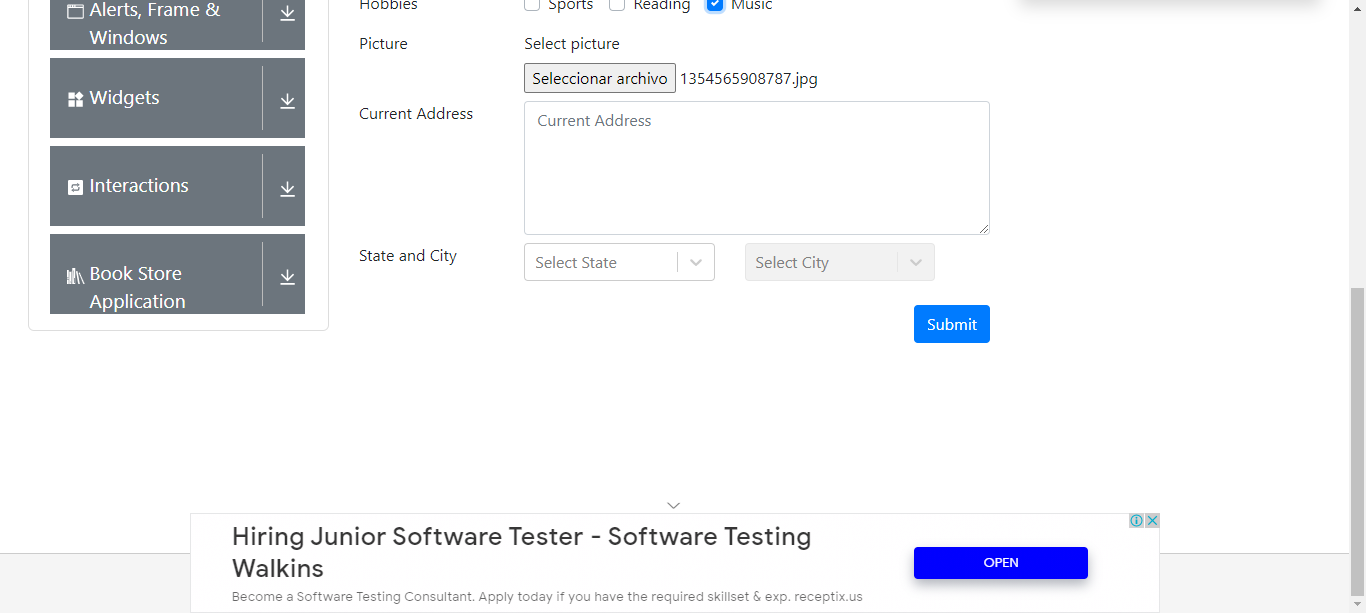 Alerts, Frame &
Windows
Widgets
Interactions
Book Store
Application
Hobbies
Sports Reading Music
Picture
Select picture
Seleccionar archivo 1354565908787.jpg
Current Address
Current Address
State and City
Select State
Select City
Submit
Hiring Junior Software Tester - Software Testing
Walkins
Become a Software Testing Consultant. Apply today if you have the required skillset & exp. receptix.us
OPEN